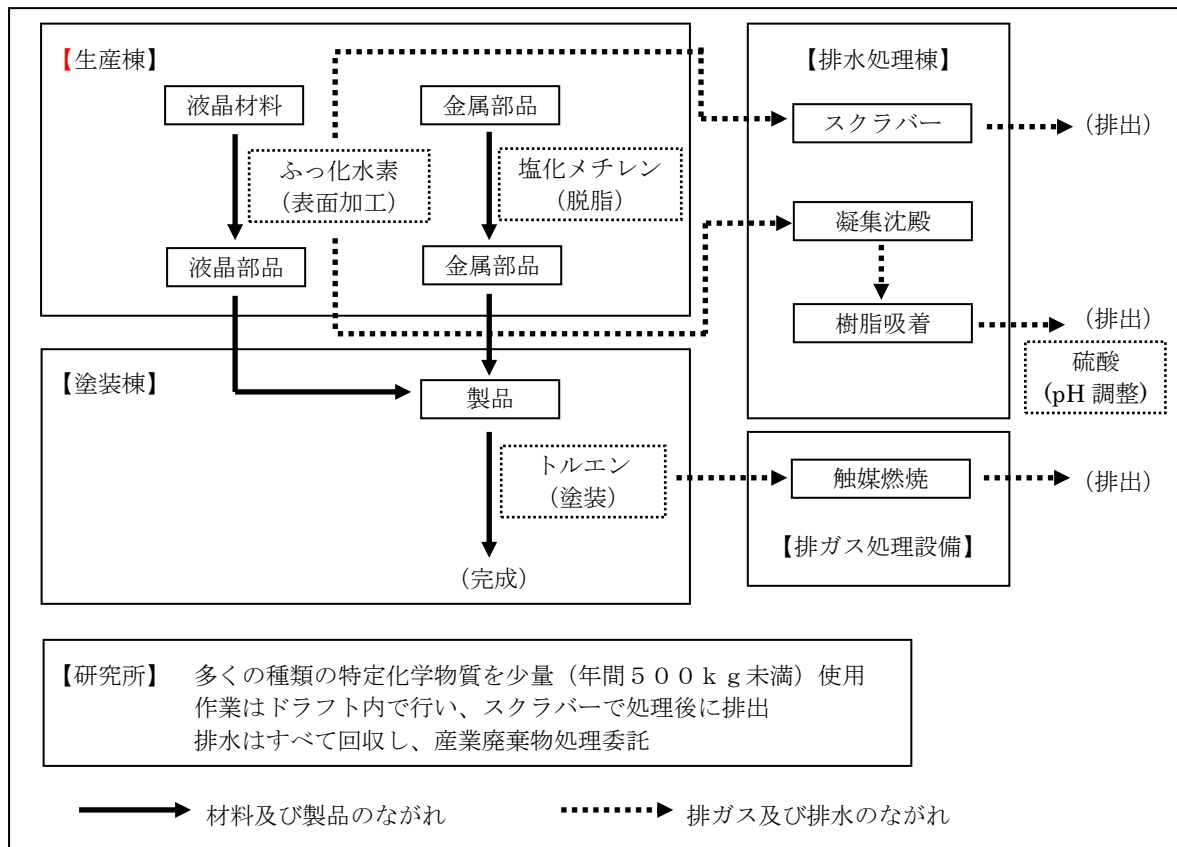 【生産棟】
液晶材料
金属部品
ふっ化水素
(表面加工)
塩化メチレン
(脱脂)
液晶部品
金属部品
【排水処理棟】
スクラバー
(排出)
凝集沈殿
樹脂吸着
(排出)
硫酸
(pH 調整)
【塗装棟】
製品
トルエン
(塗装)
(完成)
触媒燃焼
(排出)
【排ガス処理設備】
【研究所】 多くの種類の特定化学物質を少量(年間500kg未満)使用
作業はドラフト内で行い、スクラバーで処理後に排出
排水はすべて回収し、産業廃棄物処理委託
材料及び製品のながれ
排ガス及び排水のながれ